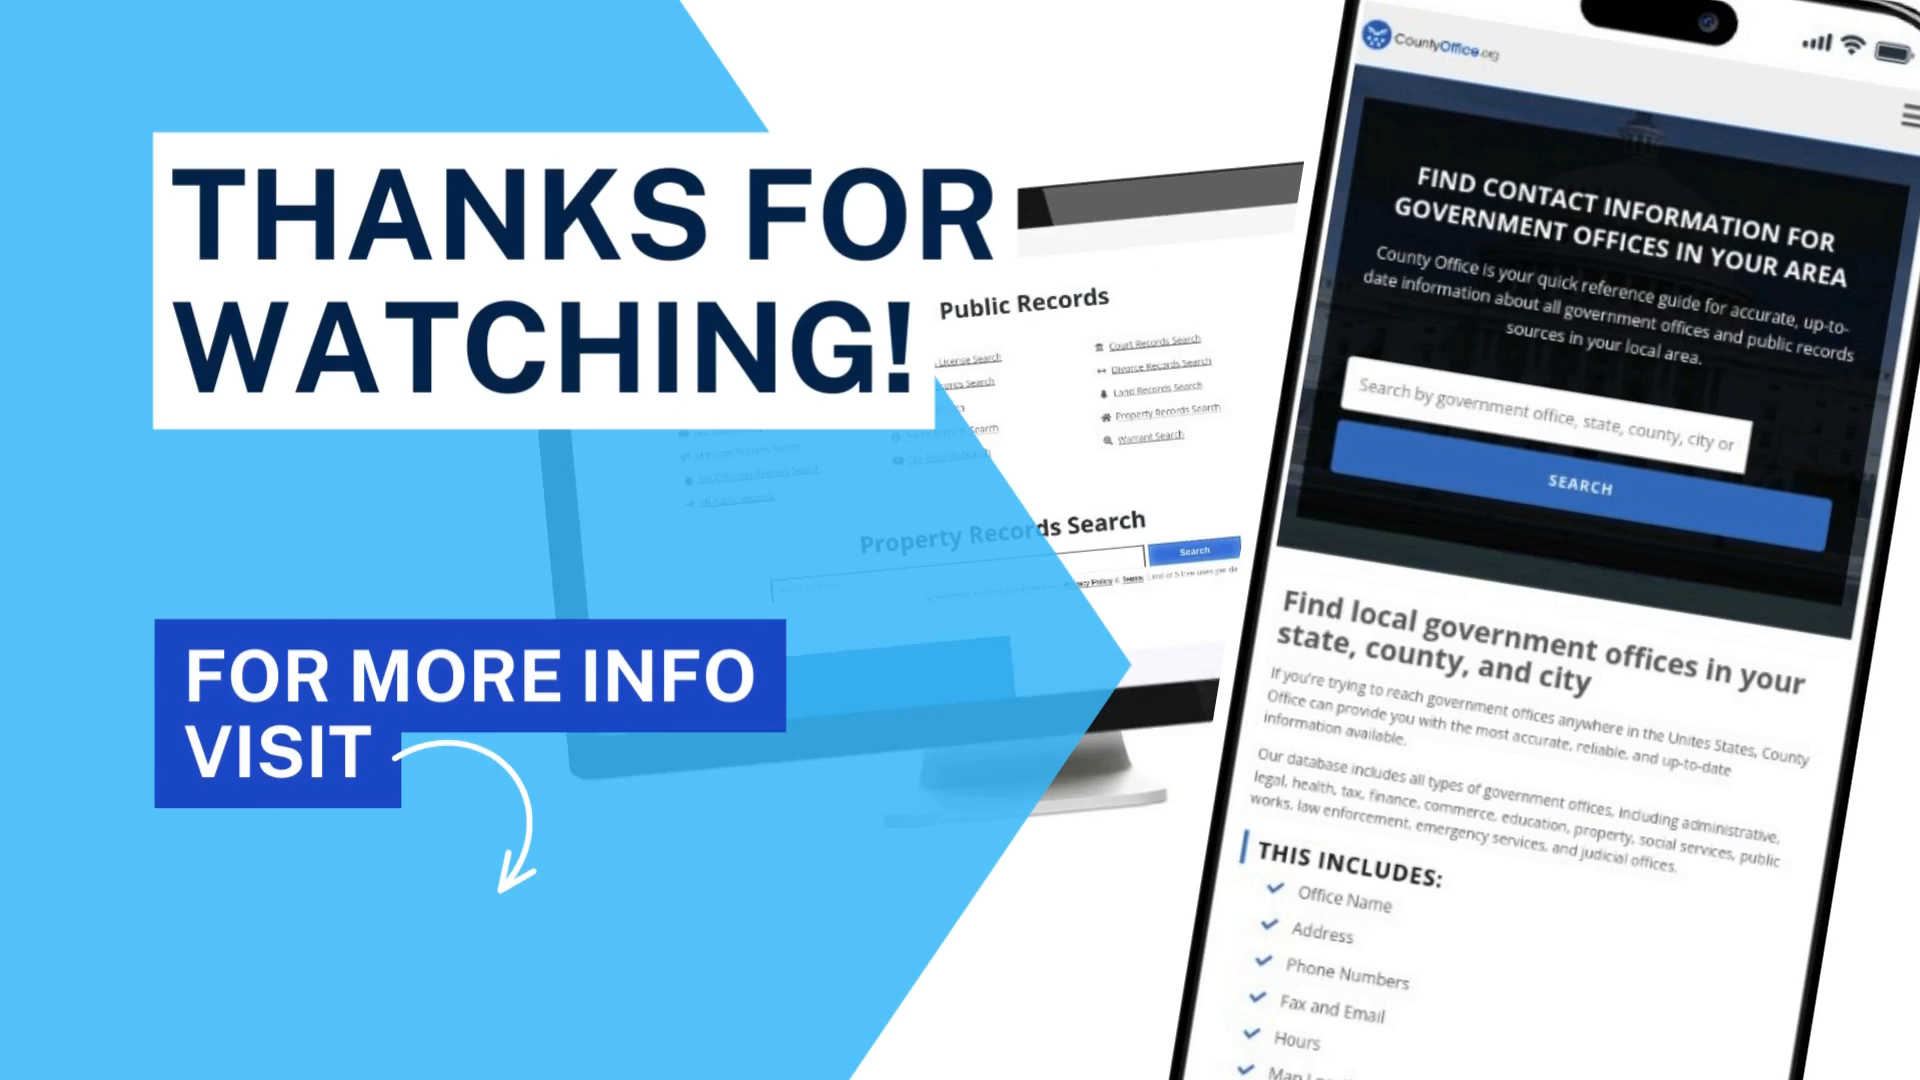 THANKS FOR
WATCHING!
FOR MORE INFO
VISIT
Public Records
License Search
Search
Search
Court Records Search
Divorce Records Search
Land Records Search
Property Records Search
Warrant Search
Property Records Search
Search
Policy & Terms
CountyOffice.org
FIND CONTACT INFORMATION FOR
GOVERNMENT OFFICES IN YOUR AREA
County Office is your quick reference guide for accurate, up-to-
date information about all government offices and public records
sources in your local area.
Search by government office, state, county, city or
SEARCH
Find local government offices in your
state, county, and city
If you're trying to reach government offices anywhere in the Unites States, County
Office can provide you with the most accurate, reliable, and up-to-date
information available.
Our database includes all types of government offices, including administrative,
legal, health, tax, finance, commerce, education, property, social services, public
works, law enforcement, emergency services, and judicial offices.
THIS INCLUDES:
Office Name
Address
Phone Numbers
Fax and Email
Hours